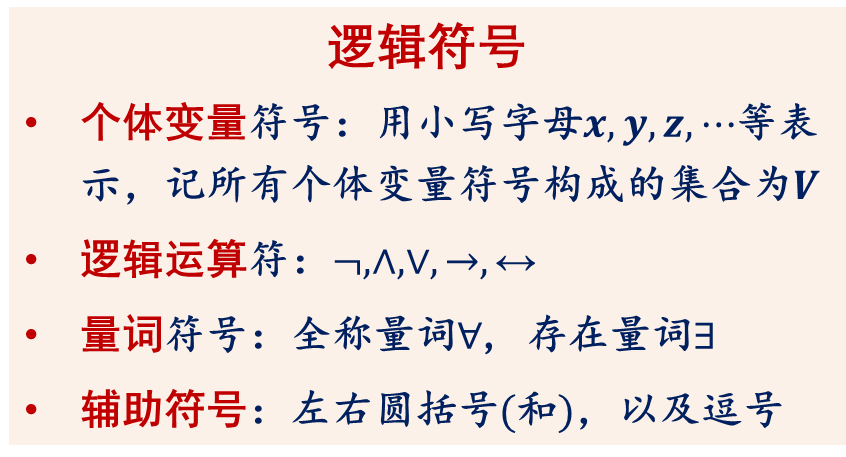 逻辑符号
• 个体变量符号：用小写字母x, y, z, ⋯等表
示，记所有个体变量符号构成的集合为V
• 逻辑运算符：¬,∧,∨, →, ↔
• 量词符号：全称量词∀，存在量词∃
• 辅助符号：左右圆括号(和)，以及逗号